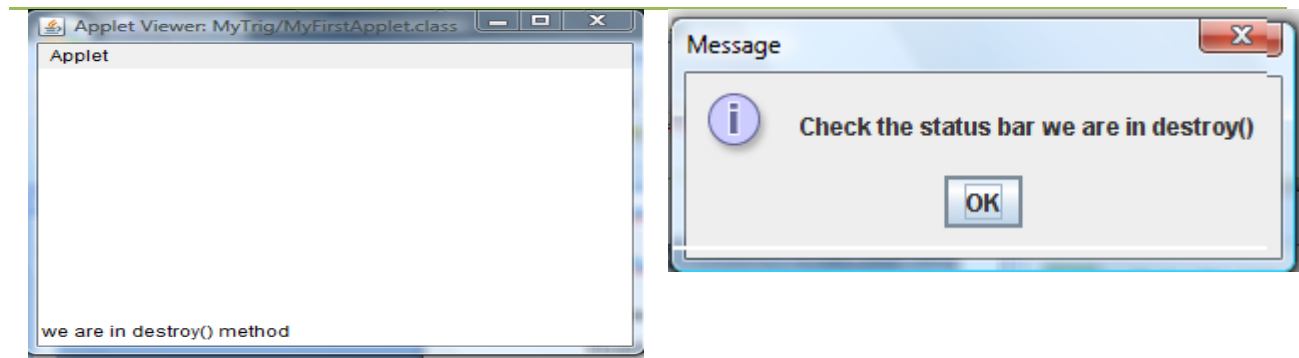 Applet Viewer: MyTrig/MyFirstApplet.class
Applet
we are in destroy() method
Message
i
Check the status bar we are in destroy()
OK